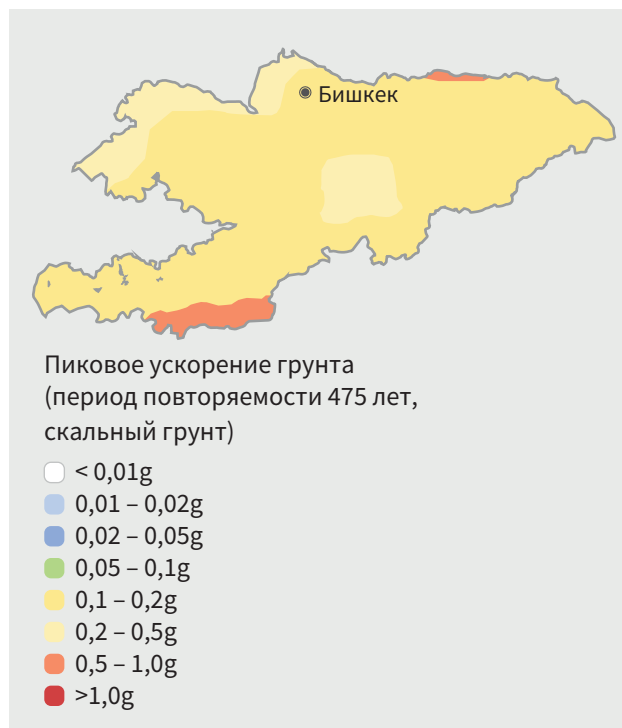 Бишкек
Пиковое ускорение грунта
(период повторяемости 475 лет,
скальный грунт)
< 0,01g
0,01 – 0,02g
0,02 – 0,05g
0,05 – 0,1g
0,1 – 0,2g
0,2 – 0,5g
0,5 – 1,0g
>1,0g